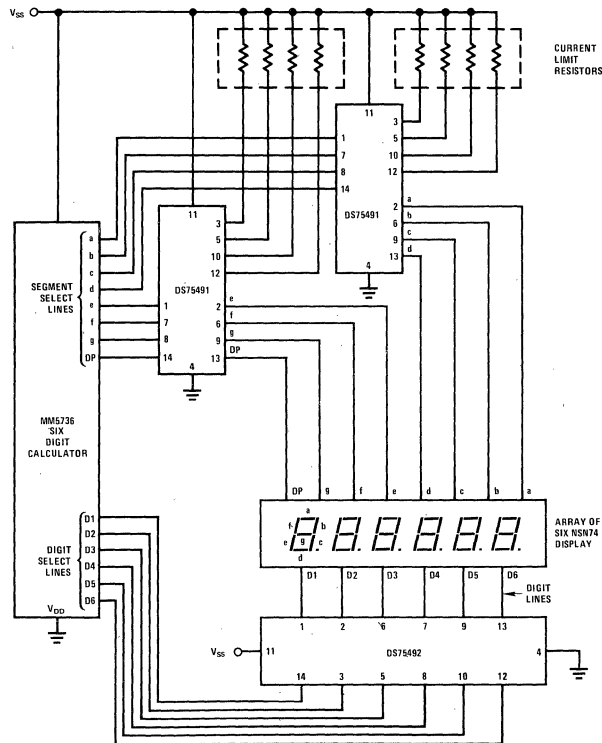 VSS
CURRENT
LIMIT
RESISTORS
11
3
1
5
7
10
8
12
14
DS75491
2
a
6
b
9
c
13
d
4
11
3
5
10
12
DS75491
1
2
e
7
6
f
8
9
g
14
13
DP
4
SEGMENT
SELECT
LINES
a
b
c
d
e
f
g
DP
MM5736
SIX
DIGIT
CALCULATOR
DIGIT
SELECT
LINES
D1
D2
D3
D4
D5
D6
VDD
DP g f e d c b a
a
f b
g
e c
d
ARRAY OF
SIX NSN74
DISPLAY
D1 D2 D3 D4 D5 D6
DIGIT
LINES
1 2 6 7 9 13
VSS 11 DS75492 4
14 3 5 8 10 12